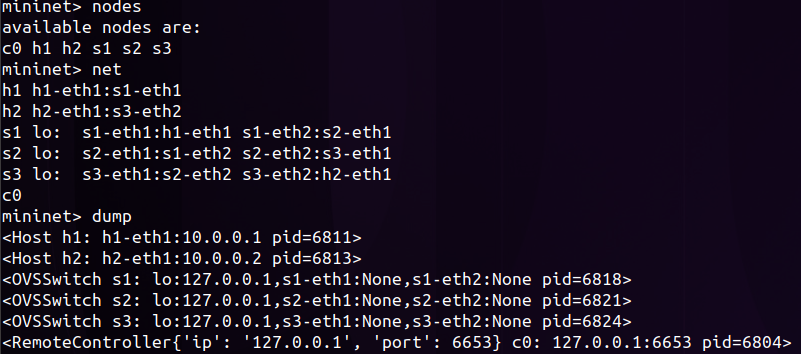 mininet> nodes
available nodes are:
c0 h1 h2 s1 s2 s3
mininet> net
h1 h1-eth1:s1-eth1
h2 h2-eth1:s3-eth2
s1 lo:  s1-eth1:h1-eth1 s1-eth2:s2-eth1
s2 lo:  s2-eth1:s1-eth2 s2-eth2:s3-eth1
s3 lo:  s3-eth1:s2-eth2 s3-eth2:h2-eth1
c0
mininet> dump
<Host h1: h1-eth1:10.0.0.1 pid=6811>
<Host h2: h2-eth1:10.0.0.2 pid=6813>
<OVSSwitch s1: lo:127.0.0.1,s1-eth1:None,s1-eth2:None pid=6818>
<OVSSwitch s2: lo:127.0.0.1,s2-eth1:None,s2-eth2:None pid=6821>
<OVSSwitch s3: lo:127.0.0.1,s3-eth1:None,s3-eth2:None pid=6824>
<RemoteController{'ip': '127.0.0.1', 'port': 6653} c0: 127.0.0.1:6653 pid=6804>